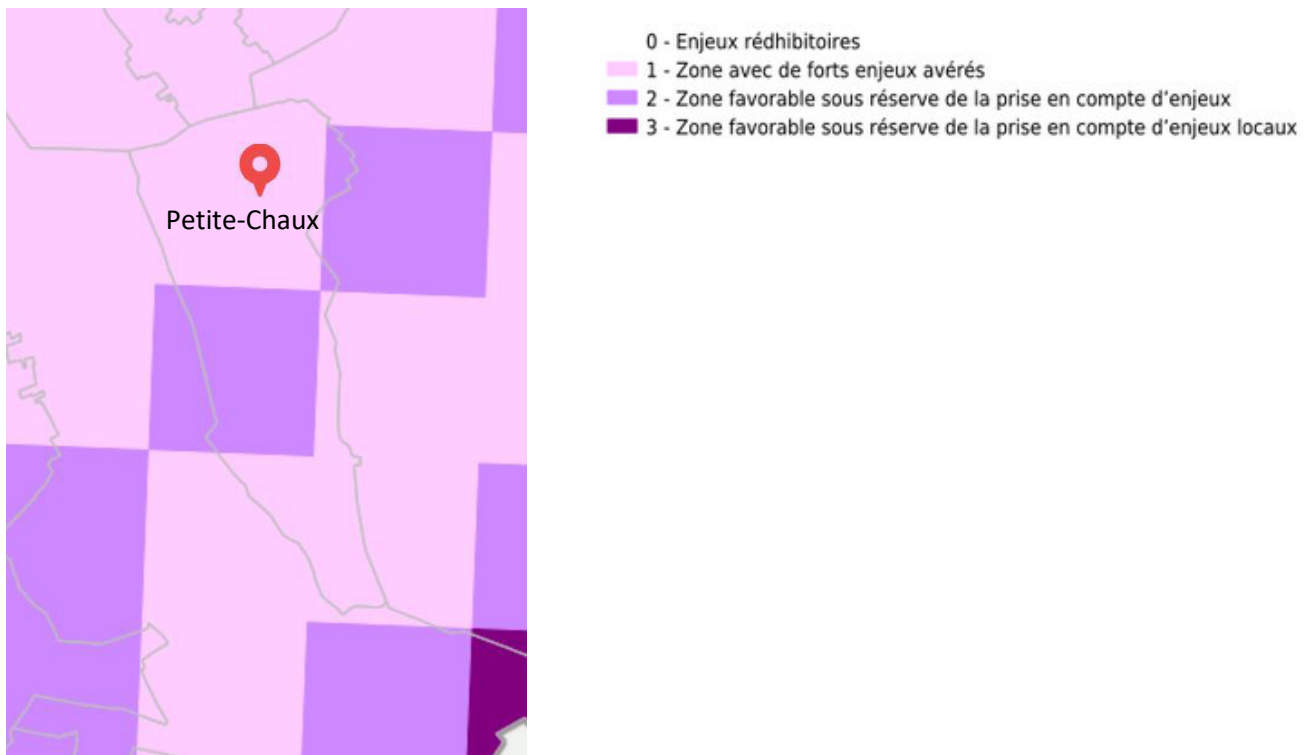 Petite-Chaux
0 - Enjeux rédhibitoires
1 - Zone avec de forts enjeux avérés
2 - Zone favorable sous réserve de la prise en compte d'enjeux
3 - Zone favorable sous réserve de la prise en compte d'enjeux locaux